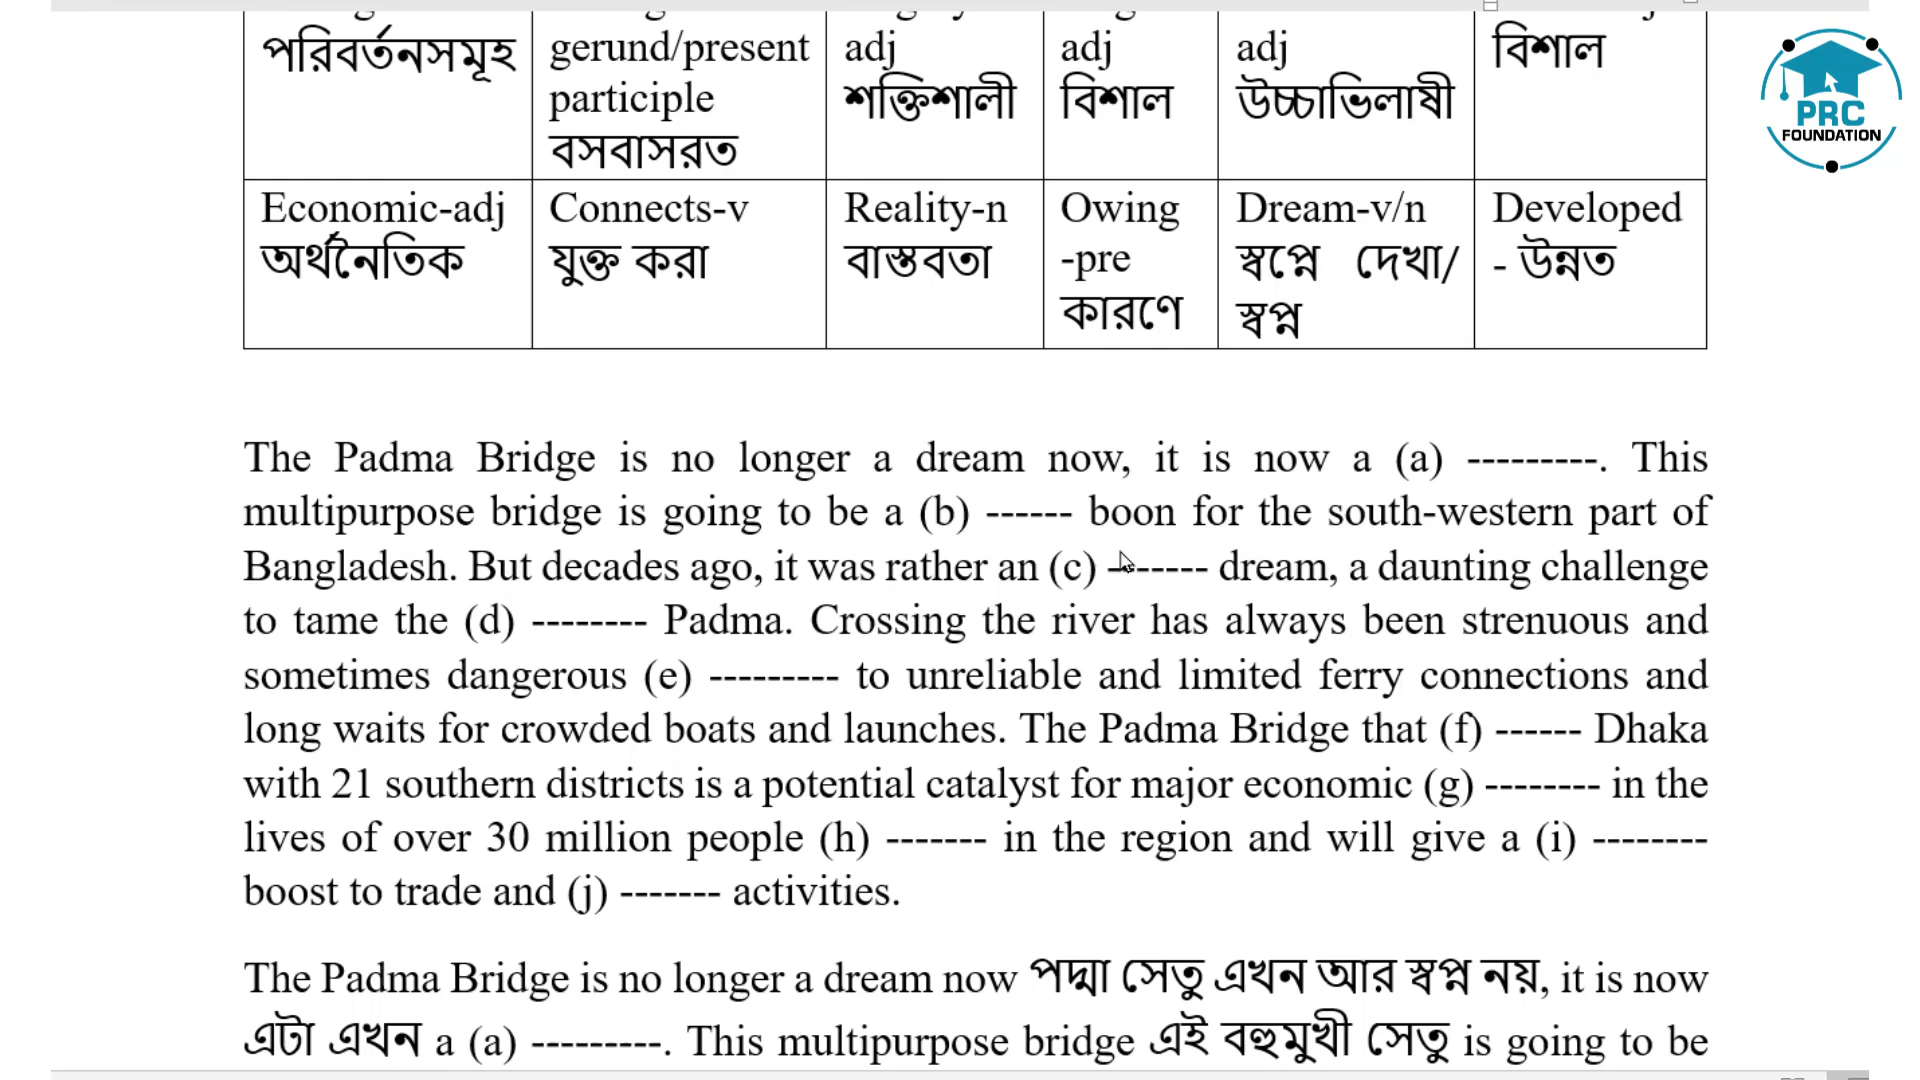 পরিবর্তনসমূহ
gerund/present participle
বসবাসরত
adj
শক্তিশালী
adj
বিশাল
adj
উচ্চাভিলাষী
বিশাল
Economic-adj
অর্থনৈতিক
Connects-v
যুক্ত করা
Reality-n
বাস্তবতা
Owing
-pre
কারণে
Dream-v/n
স্বপ্নে দেখা/
স্বপ্ন
Developed
- উন্নত
PRC
FOUNDATION
The Padma Bridge is no longer a dream now, it is now a (a) ---------. This
multipurpose bridge is going to be a (b) ------ boon for the south-western part of
Bangladesh. But decades ago, it was rather an (c) ------- dream, a daunting challenge
to tame the (d) -------- Padma. Crossing the river has always been strenuous and
sometimes dangerous (e) --------- to unreliable and limited ferry connections and
long waits for crowded boats and launches. The Padma Bridge that (f) ------ Dhaka
with 21 southern districts is a potential catalyst for major economic (g) -------- in the
lives of over 30 million people (h) ------- in the region and will give a (i) --------
boost to trade and (j) ------- activities.
The Padma Bridge is no longer a dream now পদ্মা সেতু এখন আর স্বপ্ন নয়, it is now
এটা এখন a (a) ---------. This multipurpose bridge এই বহুমুখী সেতু is going to be